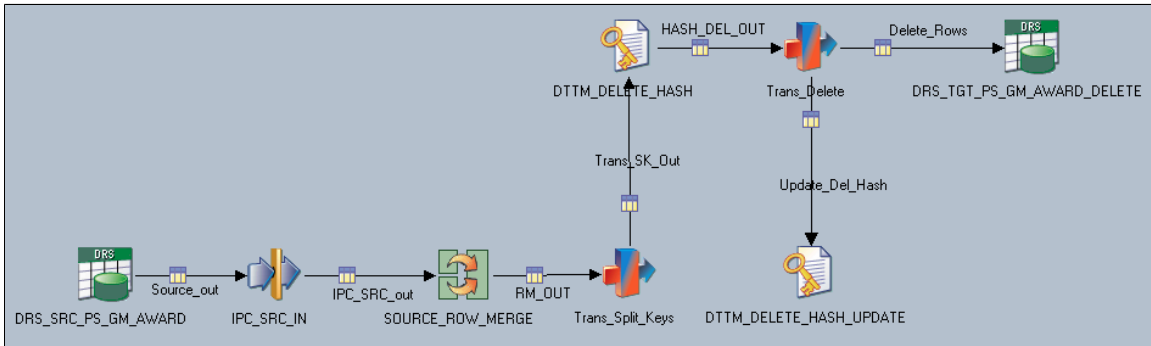 HASH_DEL_OUT
Delete_Rows
DRS
DTTM_DELETE_HASH
Trans_Delete
DRS_TGT_PS_GM_AWARD_DELETE
Trans_SK_Out
Update_Del_Hash
DRS
Source_out
IPC_SRC_out
RM_OUT
DRS_SRC_PS_GM_AWARD
IPC_SRC_IN
SOURCE_ROW_MERGE
Trans_Split_Keys
DTTM_DELETE_HASH_UPDATE